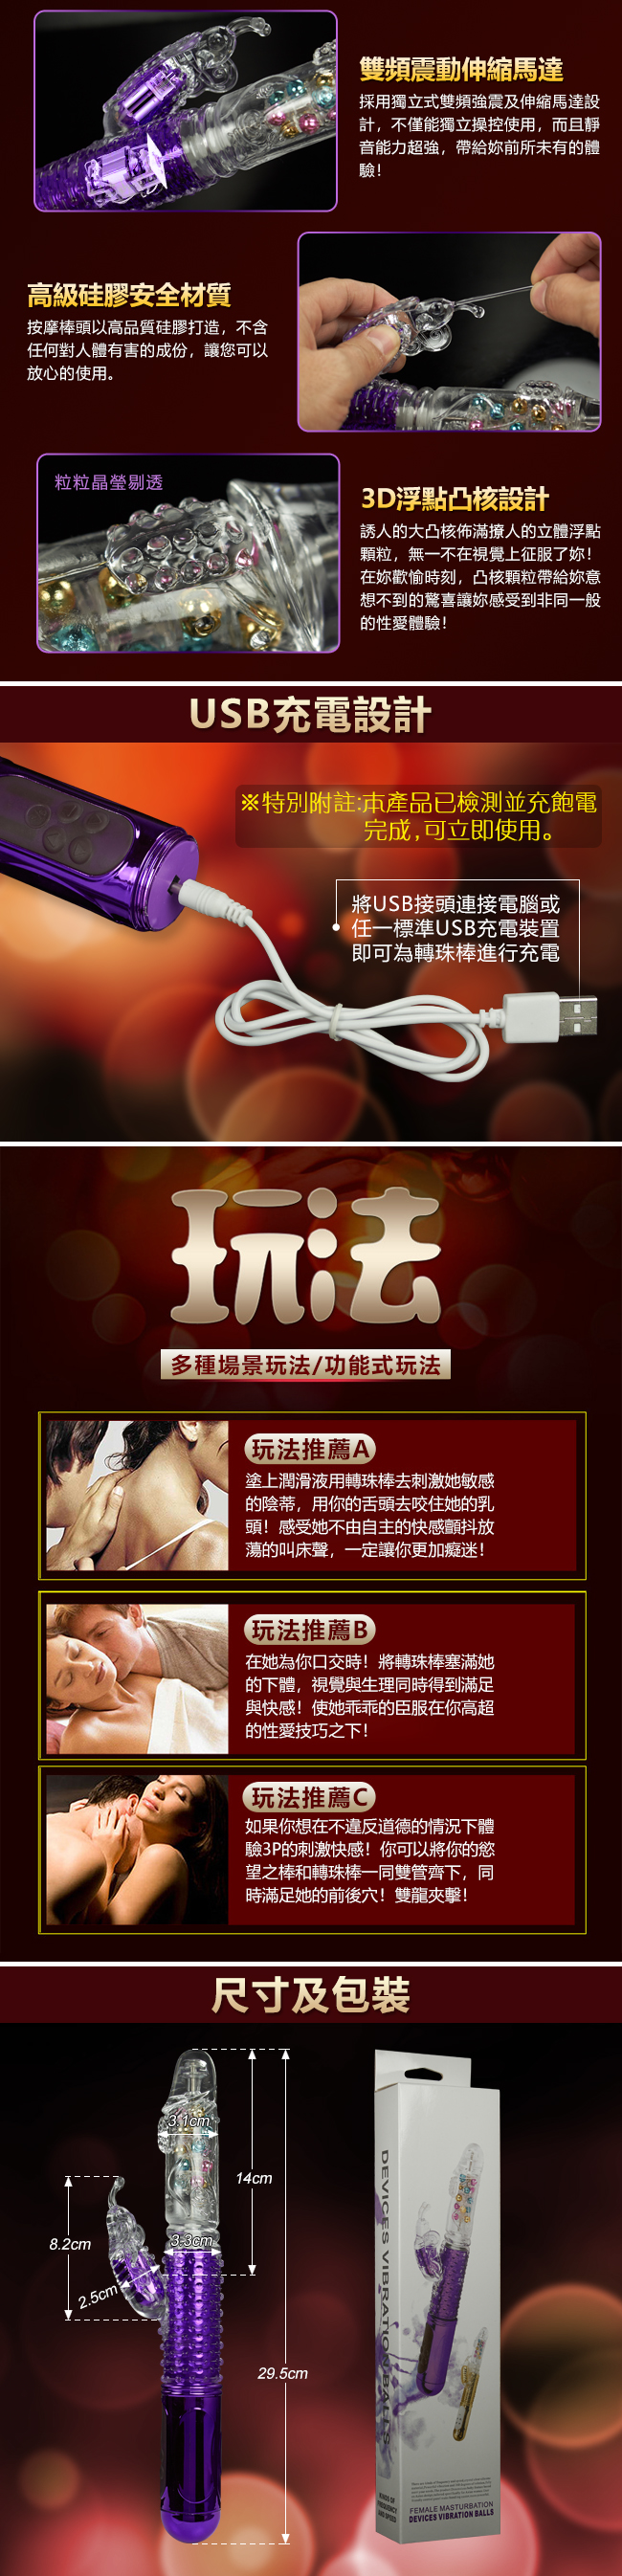 雙頻震動伸縮馬達
採用獨立式雙頻強震及伸縮馬達設
計，不僅能獨立操控使用，而且靜
音能力超強，帶給妳前所未有的體
驗！
高級硅膠安全材質
按摩棒頭以高品質硅膠打造，不含
任何對人體有害的成份，讓您可以
放心的使用。
粒粒晶瑩剔透
3D浮點凸核設計
誘人的大凸核佈滿撩人的立體浮點
顆粒，無一不在視覺上征服了妳！
在妳歡愉時刻，凸核顆粒帶給妳意
想不到的驚喜讓妳感受到非同一般
的性愛體驗！
USB充電設計
※特別附註:本產品已檢測並充飽電
完成,可立即使用。
將USB接頭連接電腦或
任一標準USB充電裝置
即可為轉珠棒進行充電
玩法
多種場景玩法/功能式玩法
玩法推薦A
塗上潤滑液用轉珠棒去刺激她敏感
的陰蒂，用你的舌頭去咬住她的乳
頭！感受她不由自主的快感顫抖放
蕩的叫床聲，一定讓你更加癡迷！
玩法推薦B
在她為你口交時！將轉珠棒塞滿她
的下體，視覺與生理同時得到滿足
與快感！使她乖乖的臣服在你高超
的性愛技巧之下！
玩法推薦C
如果你想在不違反道德的情況下體
驗3P的刺激快感！你可以將你的慾
望之棒和轉珠棒一同雙管齊下，同
時滿足她的前後穴！雙龍夾擊！
尺寸及包裝
3.1cm
14cm
8.2cm
3.3cm
2.5cm
29.5cm
DEVICES VIBRATION BALLS
FEMALE MASTURBATION
DEVICES VIBRATION BALLS